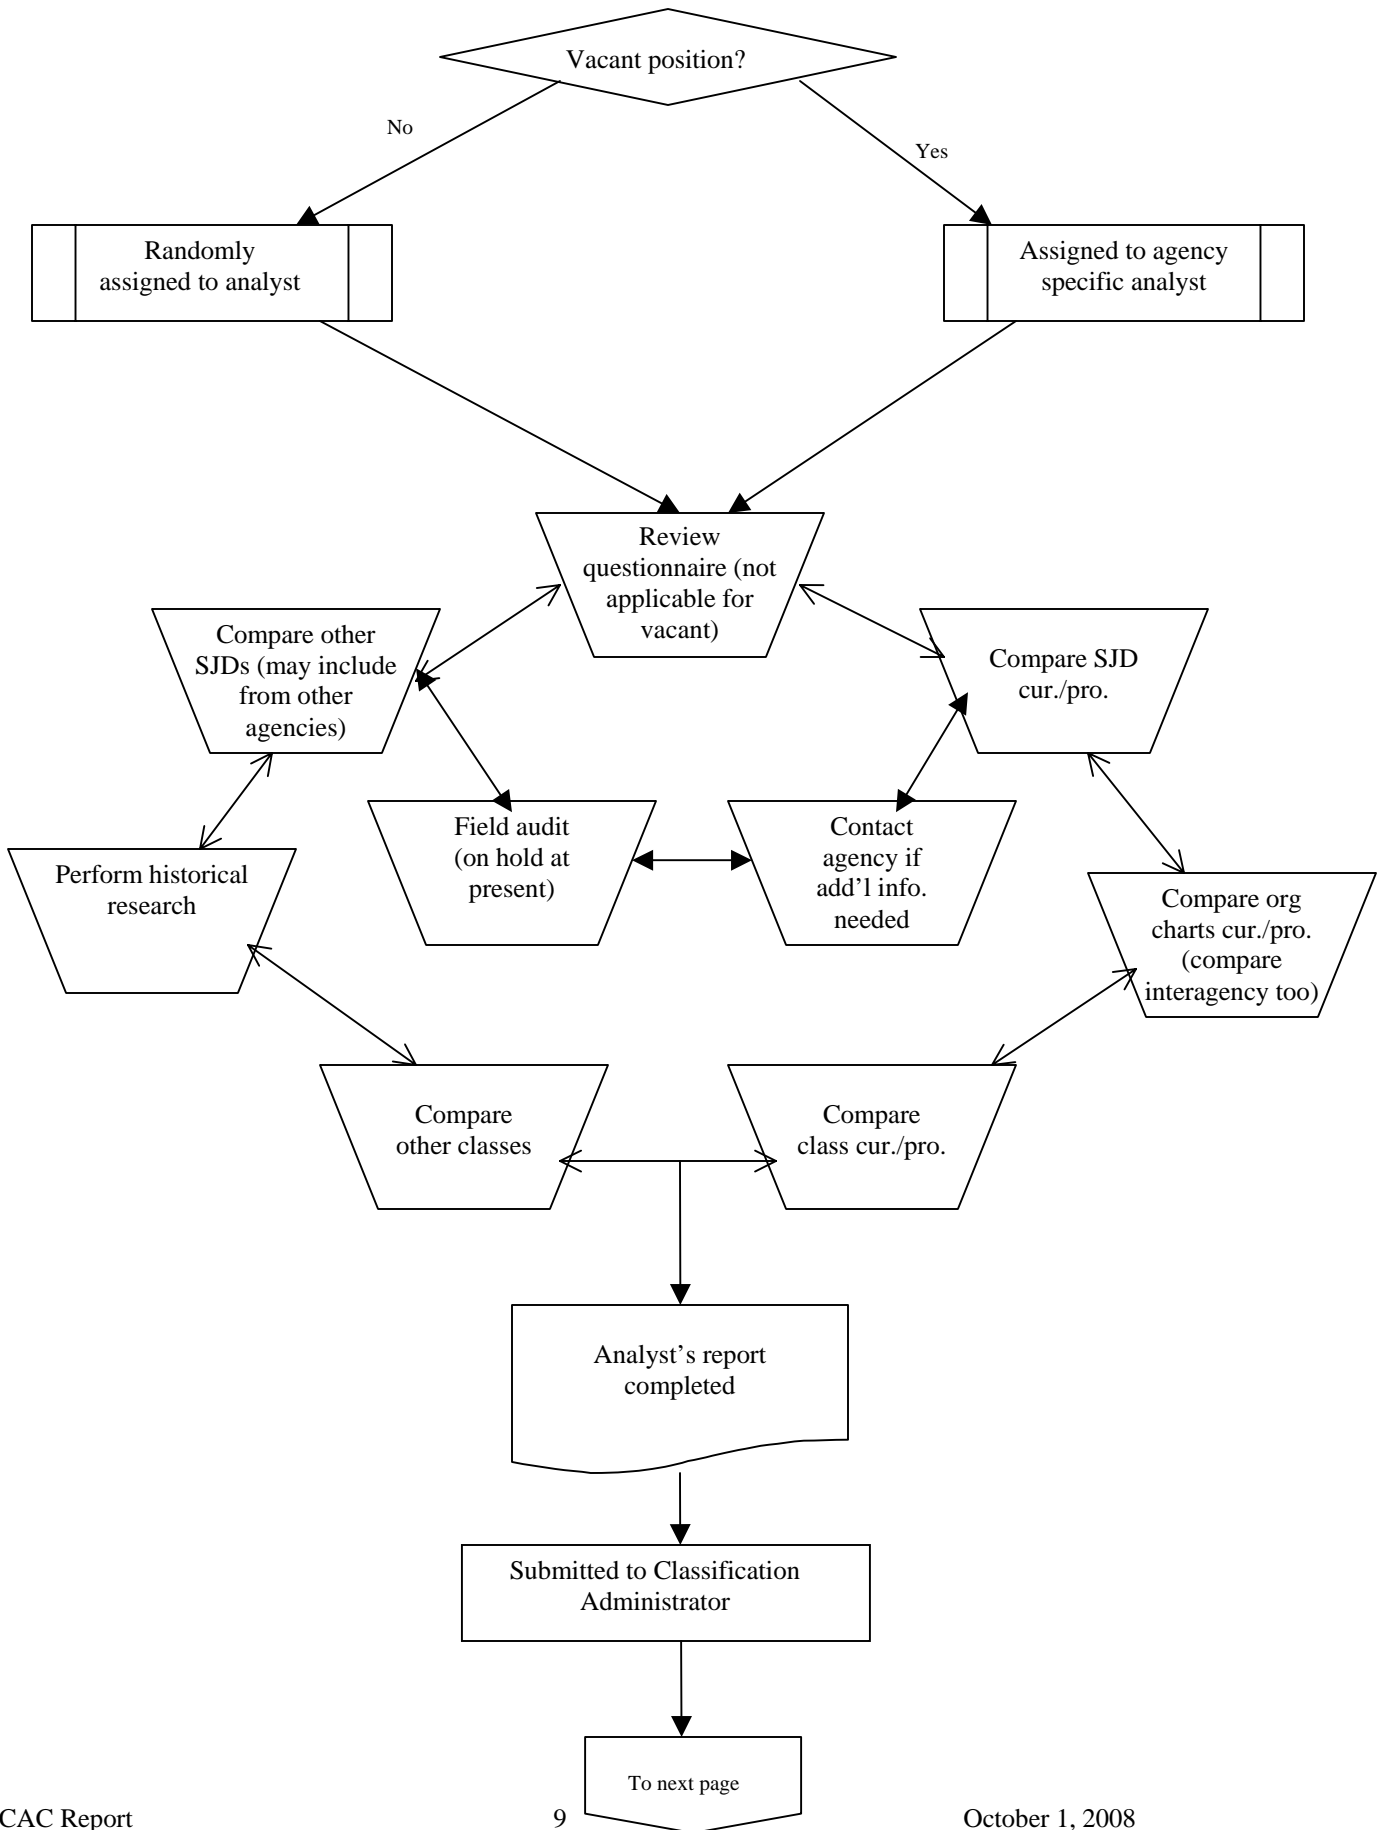 Vacant position?
No
Yes
Randomly
assigned to analyst
Assigned to agency
specific analyst
Review
questionnaire (not
applicable for
vacant)
Compare other
SJDs (may include
from other
agencies)
Compare SJD
cur./pro.
Field audit
(on hold at
present)
Contact
agency if
add’l info.
needed
Perform historical
research
Compare org
charts cur./pro.
(compare
interagency too)
Compare
other classes
Compare
class cur./pro.
Analyst’s report
completed
Submitted to Classification
Administrator
To next page
CAC Report
9
October 1, 2008